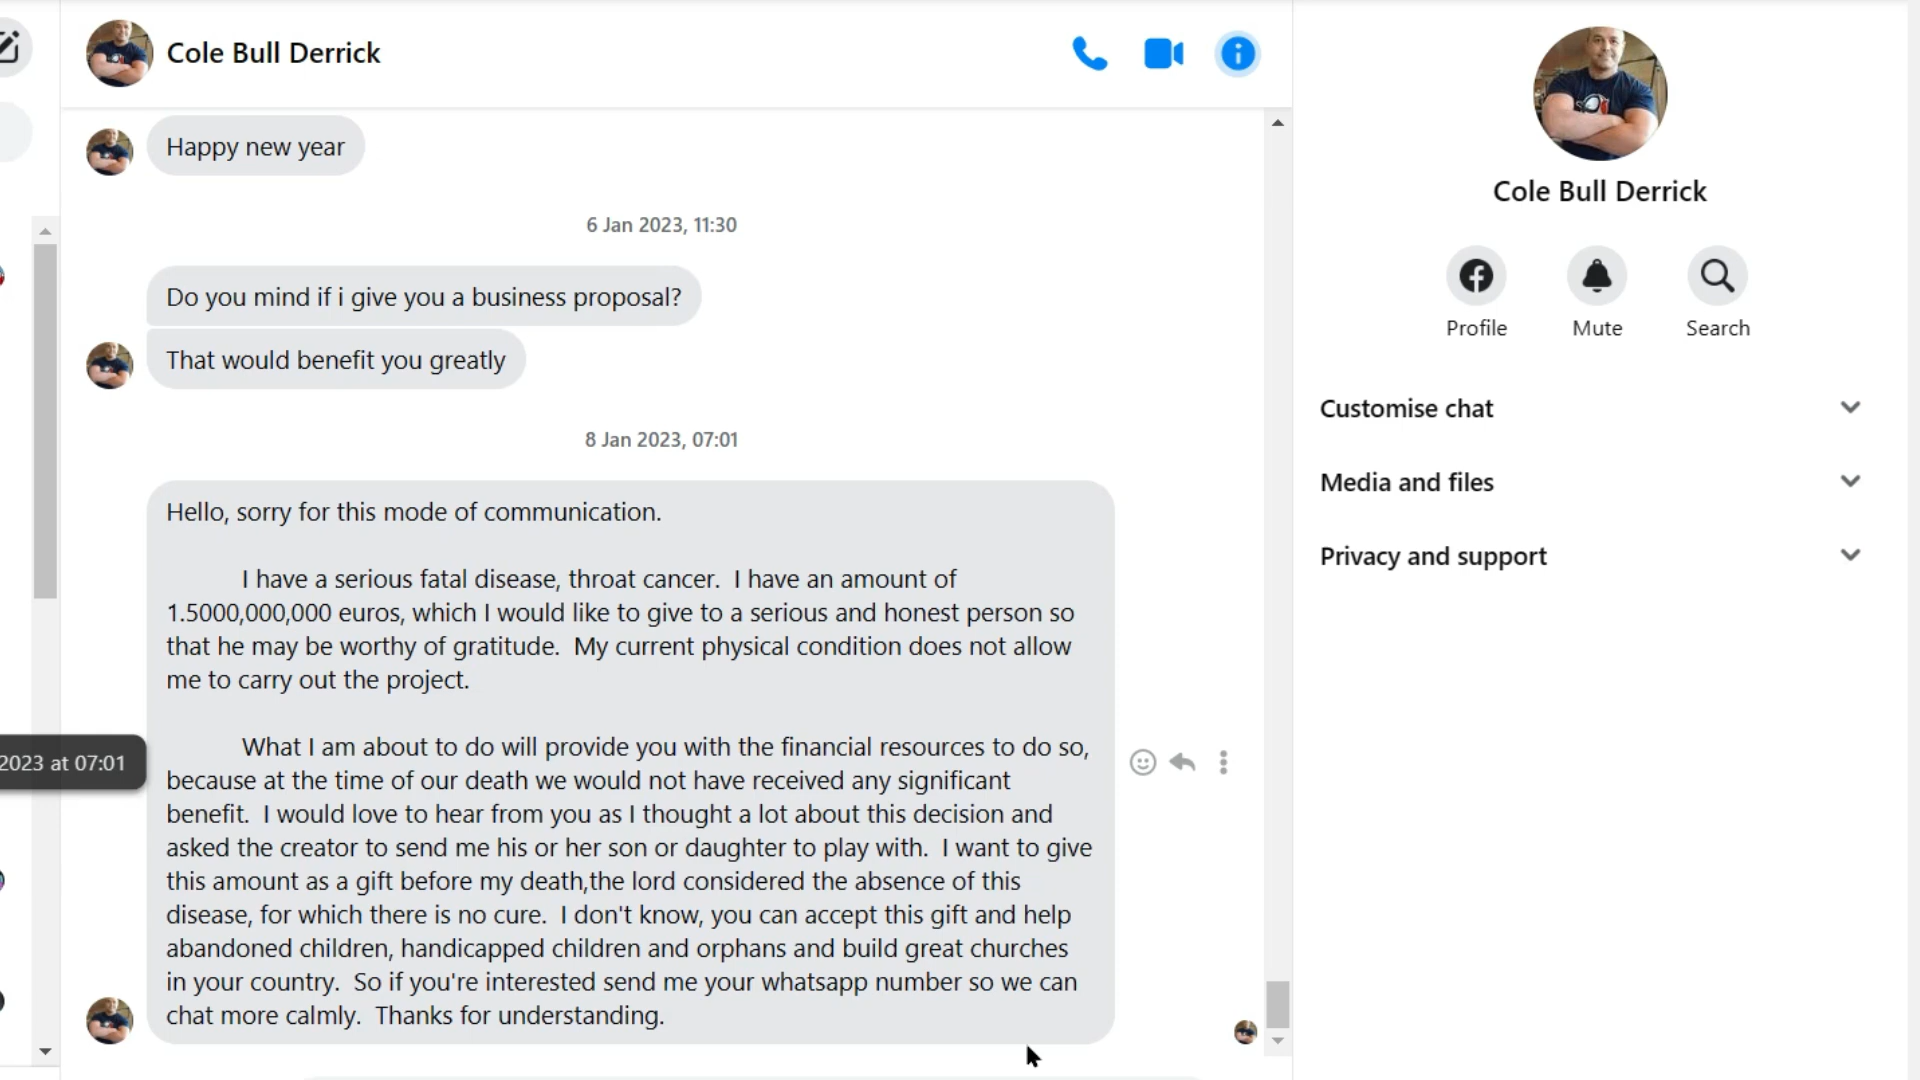 Cole Bull Derrick
Happy new year
6 Jan 2023, 11:30
Do you mind if i give you a business proposal?
That would benefit you greatly
8 Jan 2023, 07:01
Hello, sorry for this mode of communication.
I have a serious fatal disease, throat cancer. I have an amount of
1.5000,000,000 euros, which I would like to give to a serious and honest person so
that he may be worthy of gratitude. My current physical condition does not allow
me to carry out the project.
What I am about to do will provide you with the financial resources to do so,
because at the time of our death we would not have received any significant
benefit. I would love to hear from you as I thought a lot about this decision and
asked the creator to send me his or her son or daughter to play with. I want to give
this amount as a gift before my death,the lord considered the absence of this
disease, for which there is no cure. I don't know, you can accept this gift and help
abandoned children, handicapped children and orphans and build great churches
in your country. So if you're interested send me your whatsapp number so we can
chat more calmly. Thanks for understanding.
2023 at 07:01
Cole Bull Derrick
Profile
Mute
Search
Customise chat
Media and files
Privacy and support